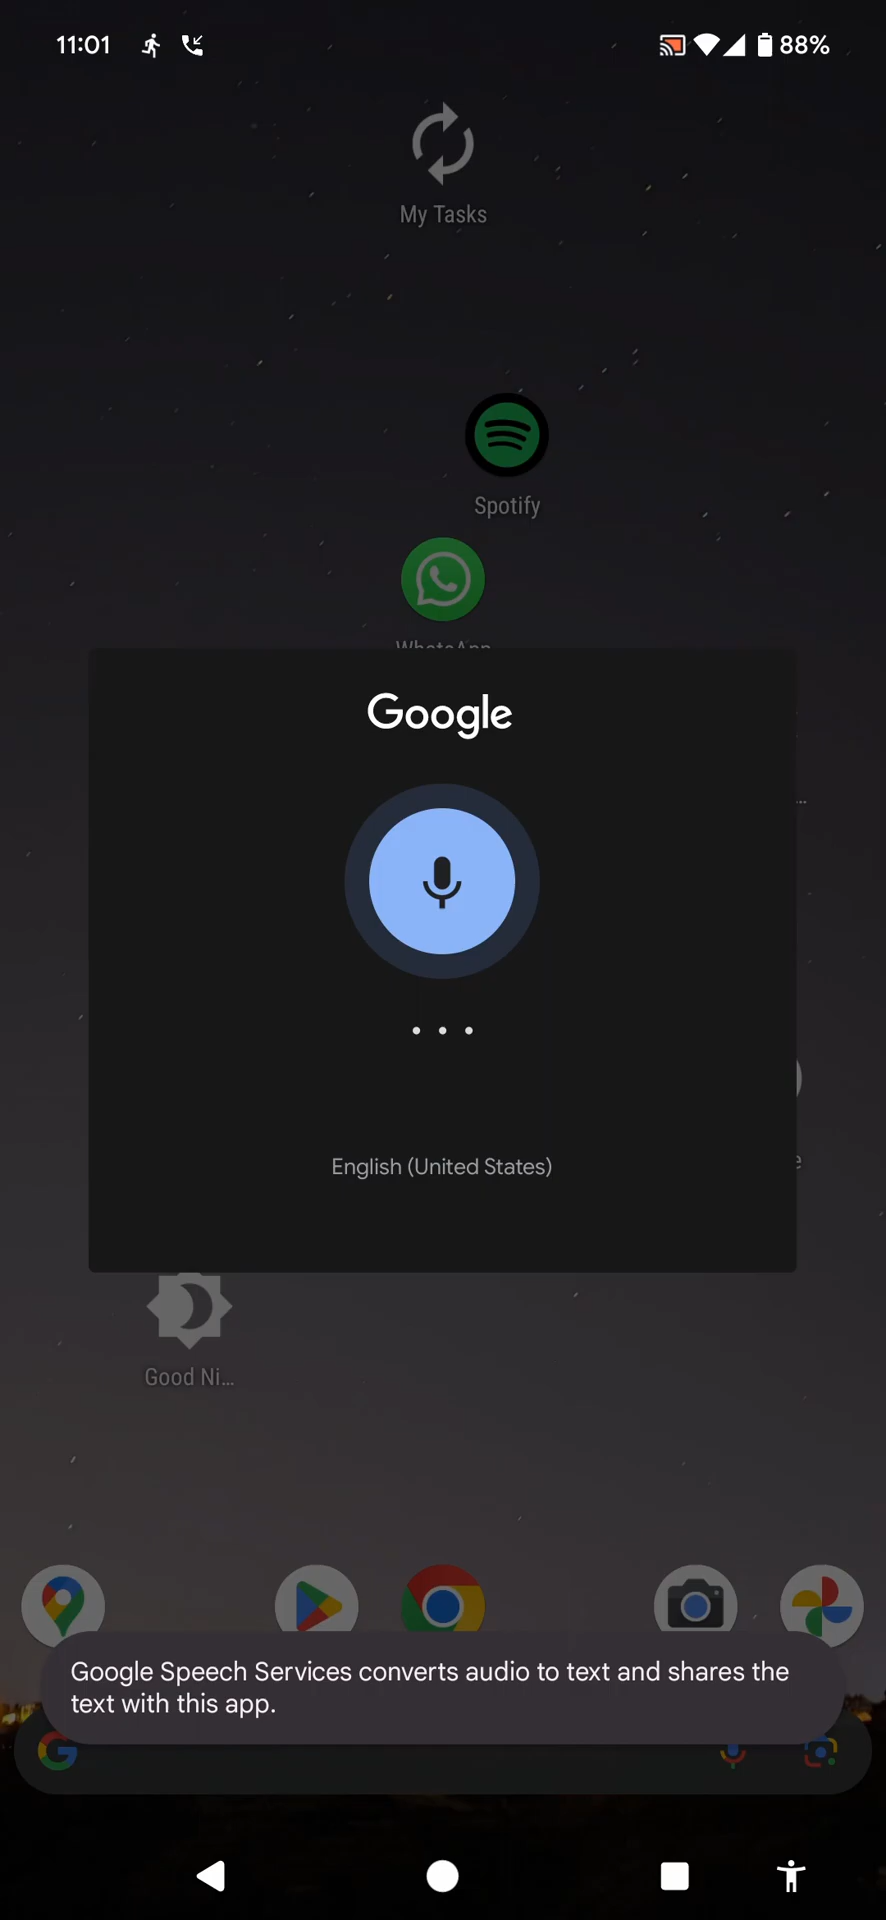 11:01
88%
My Tasks
Spotify
WhatsApp
Google
English (United States)
Good Ni...
Google Speech Services converts audio to text and shares the
text with this app.